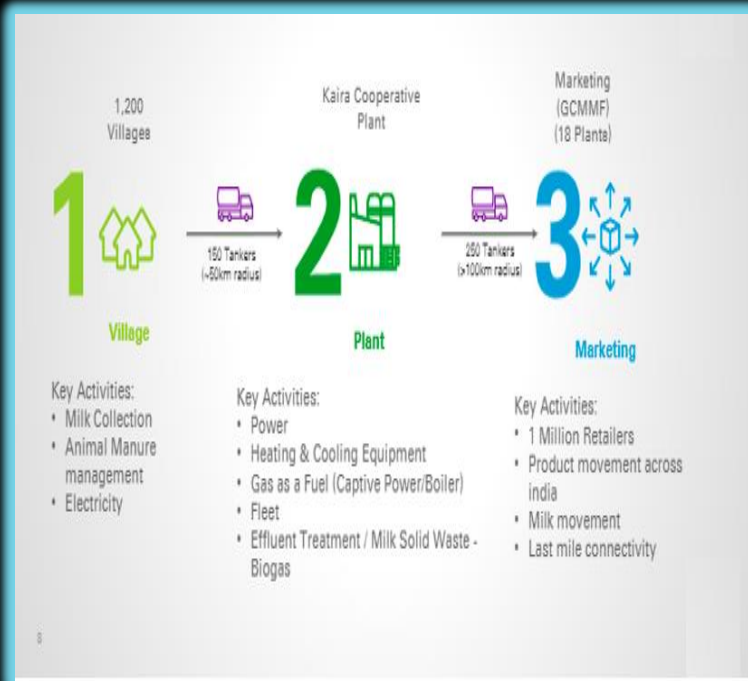 1,200
Villages
Kaira Cooperative
Plant
Marketing
(GCMMF)
(18 Plants)
1
150 Tankers
(~50km radius)
2
250 Tankers
(>100km radius)
3
Village
Plant
Marketing
Key Activities:
• Milk Collection
• Animal Manure
management
• Electricity
Key Activities:
• Power
• Heating & Cooling Equipment
• Gas as a Fuel (Captive Power/Boiler)
• Fleet
• Effluent Treatment / Milk Solid Waste -
Biogas
Key Activities:
• 1 Million Retailers
• Product movement across
india
• Milk movement
• Last mile connectivity
8